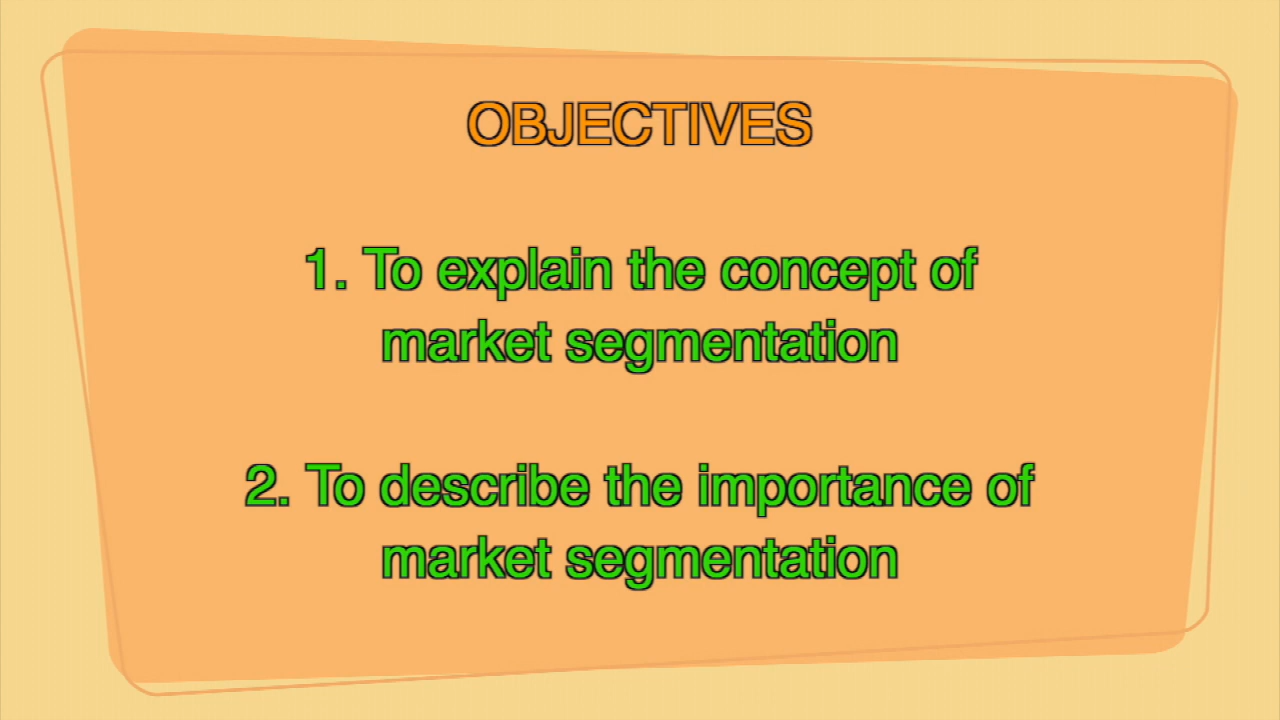 OBJECTIVES
1. To explain the concept of
market segmentation
2. To describe the importance of
market segmentation